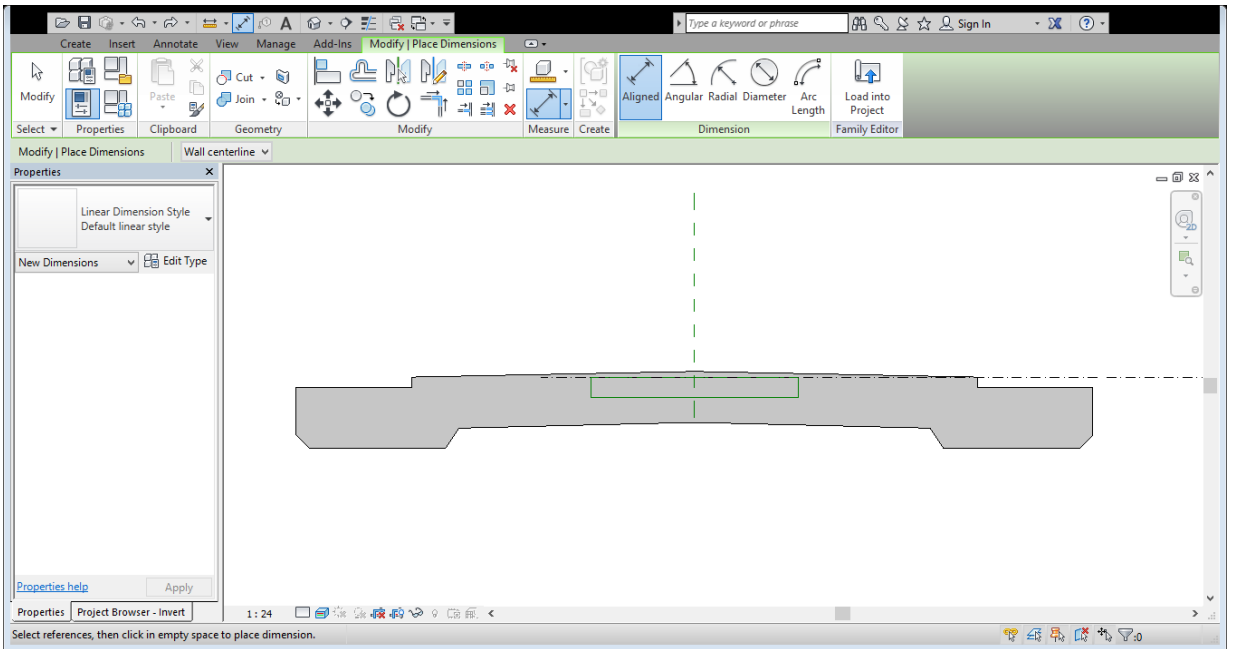 A Type a keyword or phrase Sign In ?
Create Insert Annotate View Manage Add-Ins Modify | Place Dimensions
Modify Paste Cut Join Aligned Angular Radial Diameter Arc Length Load into Project
Select Properties Clipboard Geometry Modify Measure Create Dimension Family Editor
Modify | Place Dimensions Wall centerline
Properties
Linear Dimension Style
Default linear style
2D
New Dimensions Edit Type
Properties help Apply
Properties Project Browser - Invert 1 : 24
Select references, then click in empty space to place dimension. :0